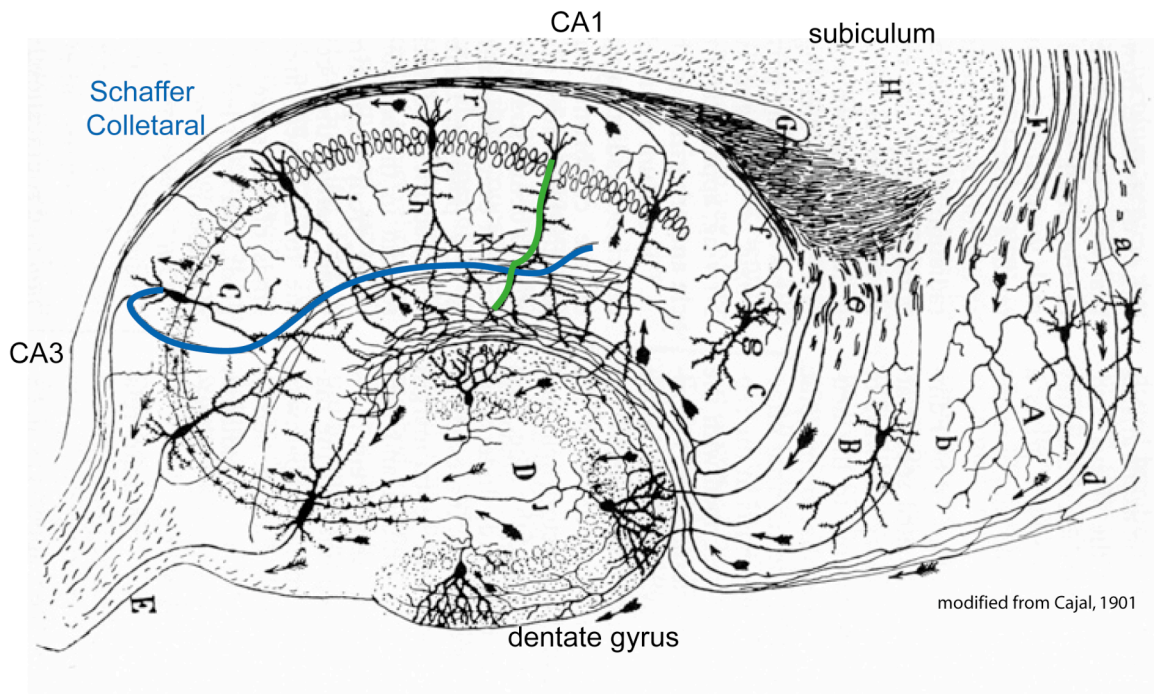 CA1
subiculum
Schaffer
Colletaral
H
G
F
r
h
i
K
f
a
C
e
g
CA3
c
A
B
b
J
D
d
J
E
modified from Cajal, 1901
dentate gyrus